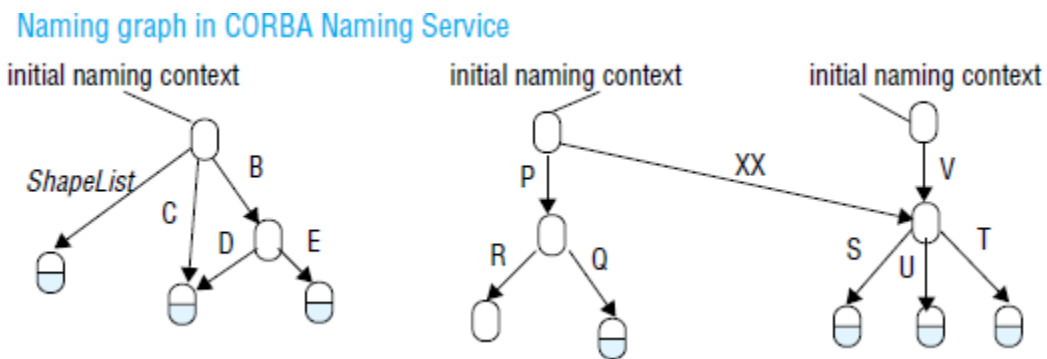 Naming graph in CORBA Naming Service
initial naming context
initial naming context
initial naming context
ShapeList
B
C
D
E
P
XX
V
R
Q
S
U
T